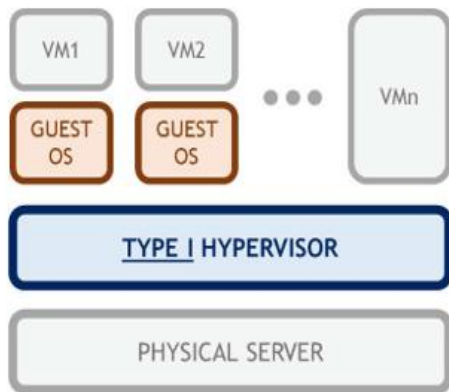 VM1
VM2
VMn
GUEST
OS
GUEST
OS
TYPE I HYPERVISOR
PHYSICAL SERVER